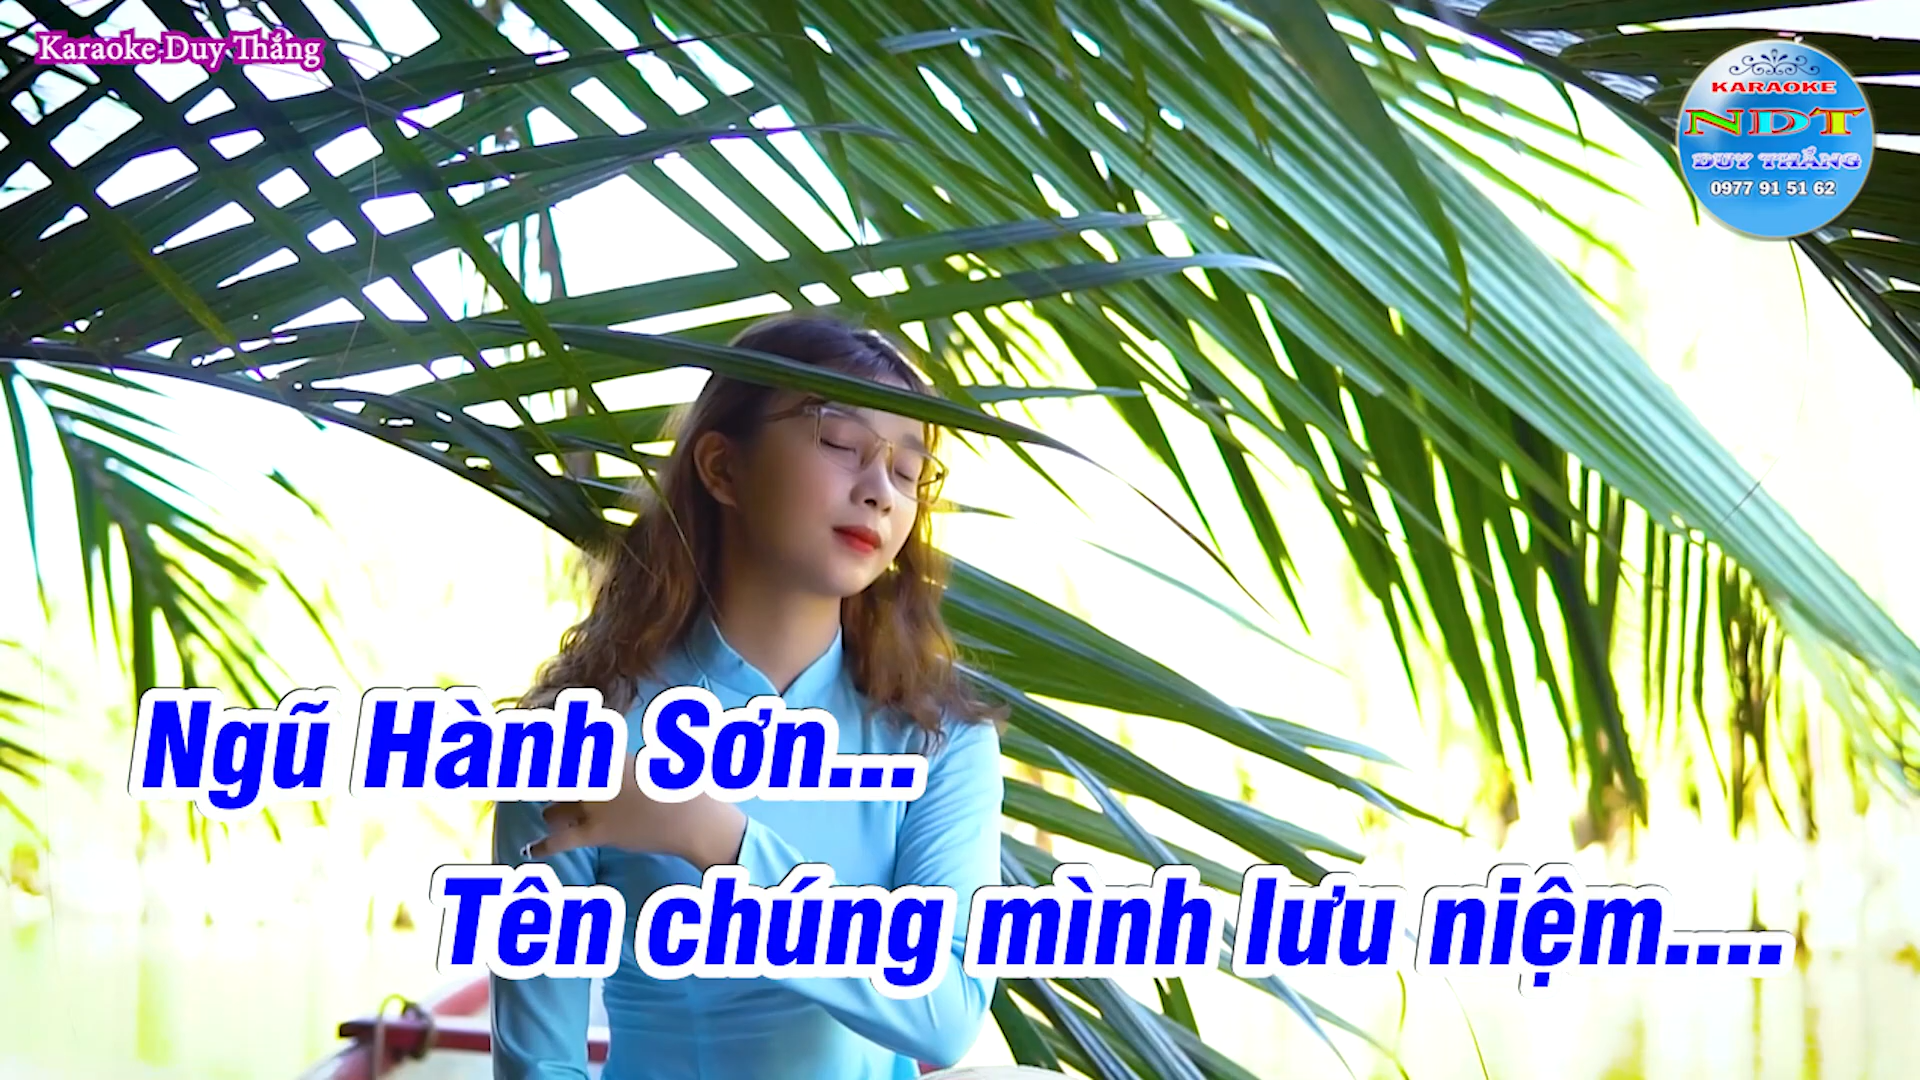 Karaoke Duy Thắng
KARAOKE
NDT
DUY THẮNG
0977 91 51 62
Ngũ Hành Sơn...
Tên chúng mình lưu niệm....